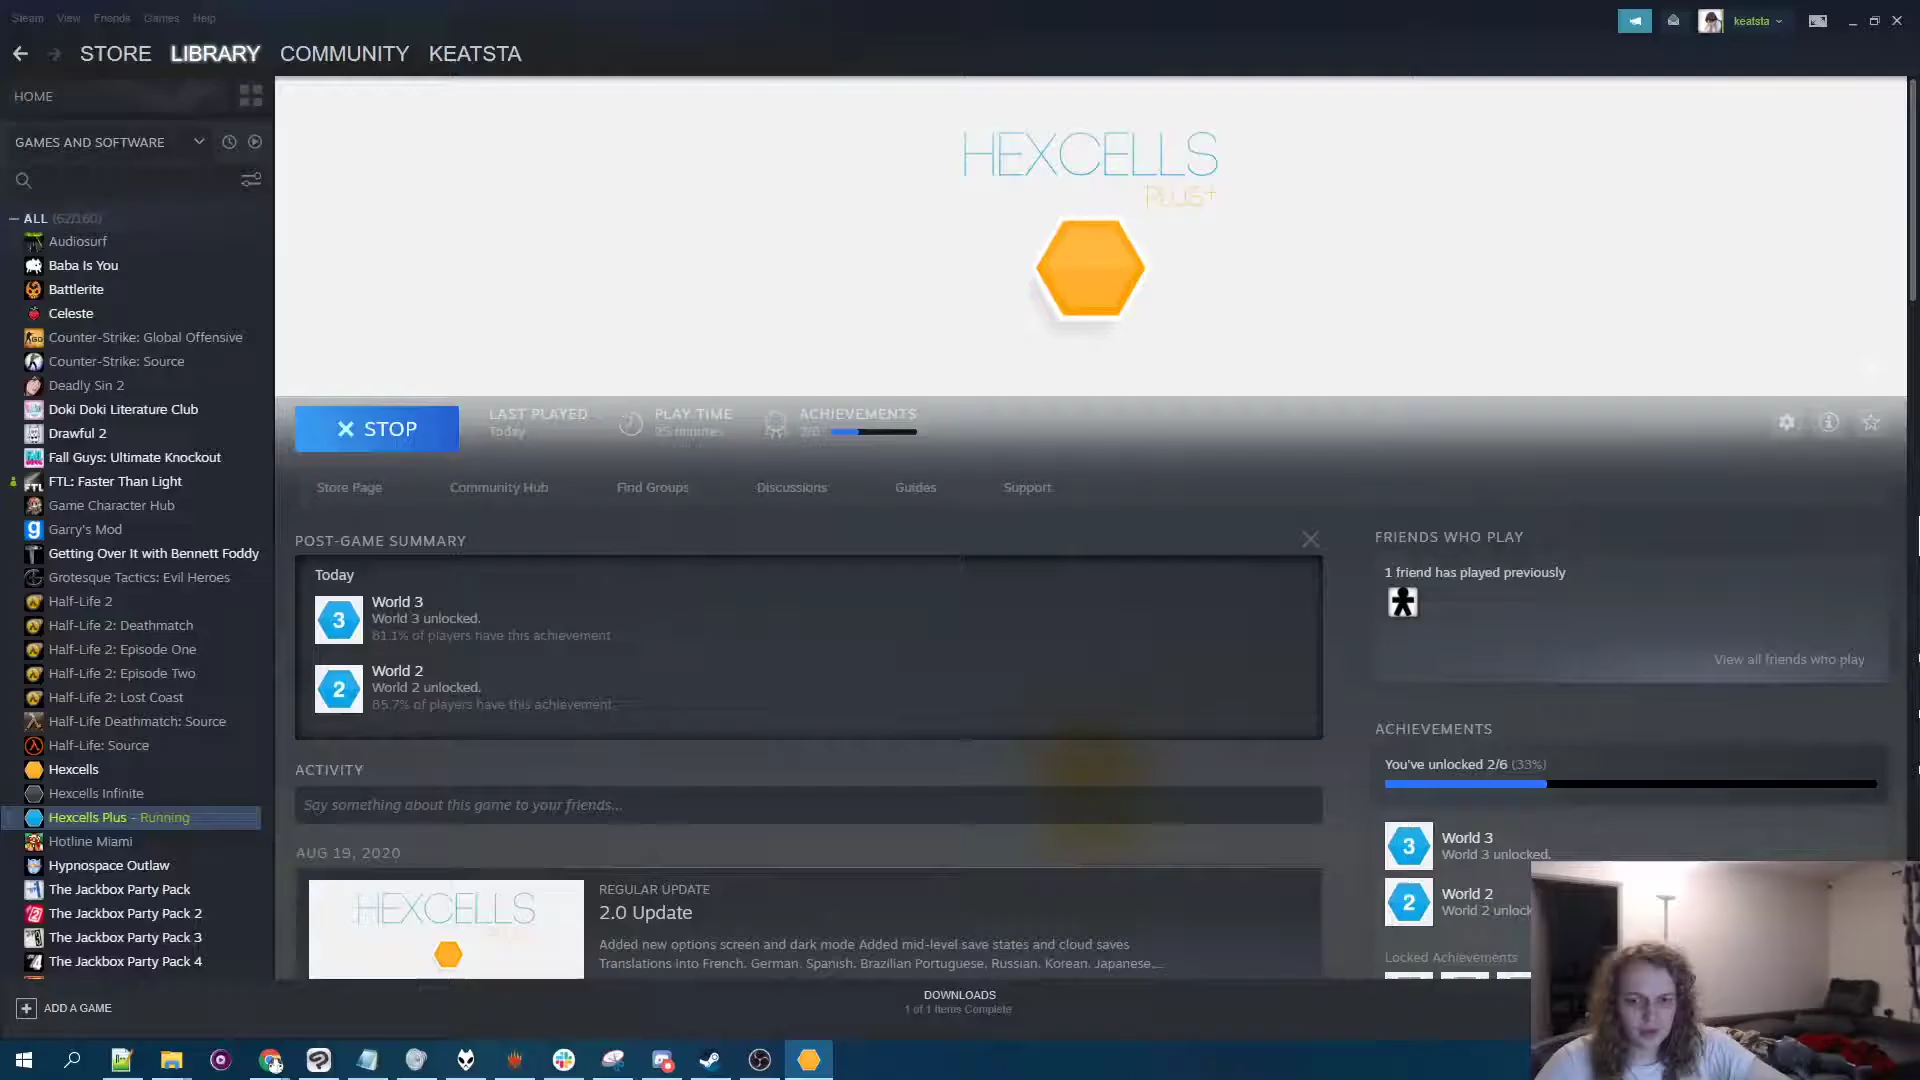 Steam View Friends Games Help
keatsta
STORE LIBRARY COMMUNITY KEATSTA
HOME
GAMES AND SOFTWARE
ALL (62/160)
Audiosurf
Baba Is You
Battlerite
Celeste
Counter-Strike: Global Offensive
Counter-Strike: Source
Deadly Sin 2
Doki Doki Literature Club
Drawful 2
Fall Guys: Ultimate Knockout
FTL: Faster Than Light
Game Character Hub
Garry's Mod
Getting Over It with Bennett Foddy
Grotesque Tactics: Evil Heroes
Half-Life 2
Half-Life 2: Deathmatch
Half-Life 2: Episode One
Half-Life 2: Episode Two
Half-Life 2: Lost Coast
Half-Life Deathmatch: Source
Half-Life: Source
Hexcells
Hexcells Infinite
Hexcells Plus - Running
Hotline Miami
Hypnospace Outlaw
The Jackbox Party Pack
The Jackbox Party Pack 2
The Jackbox Party Pack 3
The Jackbox Party Pack 4
ADD A GAME
HEXCELLS
PLUS+
STOP
LAST PLAYED
Today
PLAY TIME
95 minutes
ACHIEVEMENTS
2/6
Store Page Community Hub Find Groups Discussions Guides Support
POST-GAME SUMMARY
Today
3
World 3
World 3 unlocked.
81.1% of players have this achievement
2
World 2
World 2 unlocked.
85.7% of players have this achievement
ACTIVITY
Say something about this game to your friends...
AUG 19, 2020
HEXCELLS
REGULAR UPDATE
2.0 Update
Added new options screen and dark mode Added mid-level save states and cloud saves
Translations into French, German, Spanish, Brazilian Portuguese, Russian, Korean, Japanese,...
FRIENDS WHO PLAY
1 friend has played previously
View all friends who play
ACHIEVEMENTS
You've unlocked 2/6 (33%)
3
World 3
World 3 unlocked.
2
World 2
World 2 unlock
Locked Achievements
DOWNLOADS
1 of 1 Items Complete